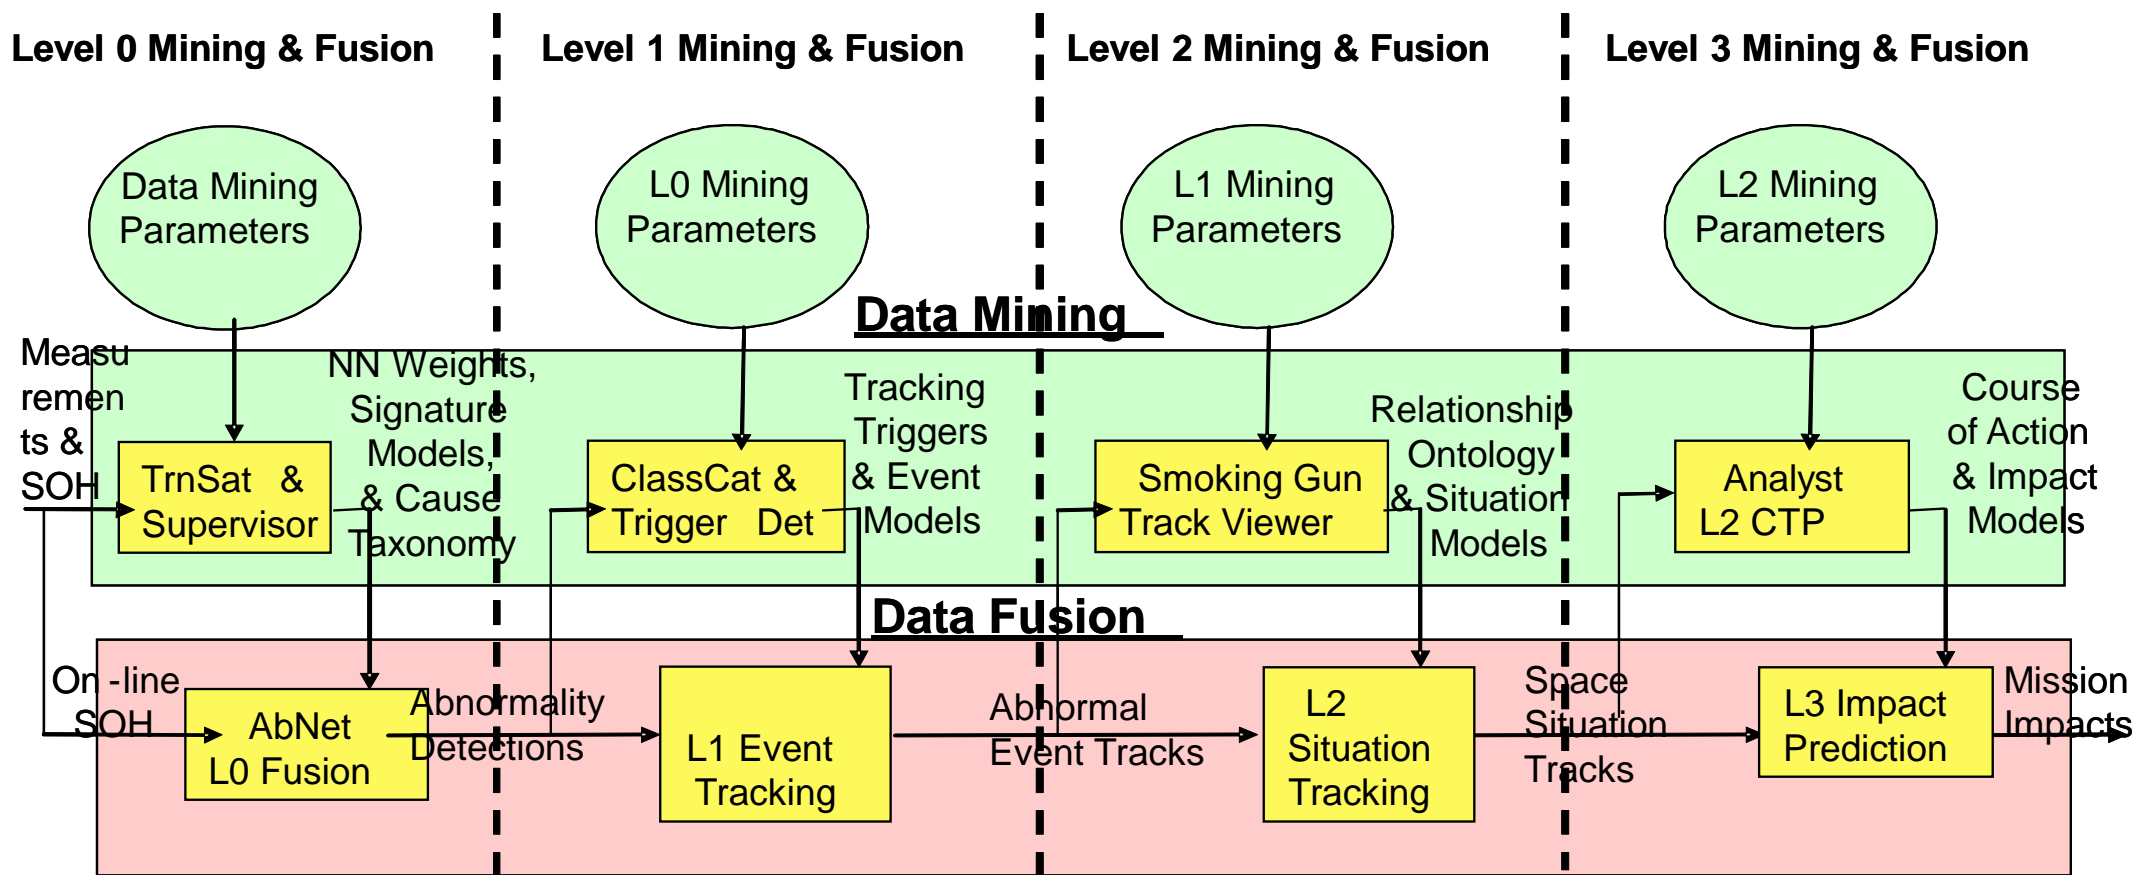 Level 0 Mining & Fusion
Level 1 Mining & Fusion
Level 2 Mining & Fusion
Level 3 Mining & Fusion
Data Mining
Parameters
L0 Mining
Parameters
L1 Mining
Parameters
L2 Mining
Parameters
Data Mining
Measu
remen
ts &
SOH
TrnSat &
Supervisor
NN Weights,
Signature
Models,
& Cause
Taxonomy
ClassCat &
Trigger Det
Tracking
Triggers
& Event
Models
Smoking Gun
Track Viewer
Relationship
Ontology
& Situation
Models
Analyst
L2 CTP
Course
of Action
& Impact
Models
Data Fusion
On -line
SOH
AbNet
L0 Fusion
Abnormality
Detections
L1 Event
Tracking
Abnormal
Event Tracks
L2
Situation
Tracking
Space
Situation
Tracks
L3 Impact
Prediction
Mission
Impacts